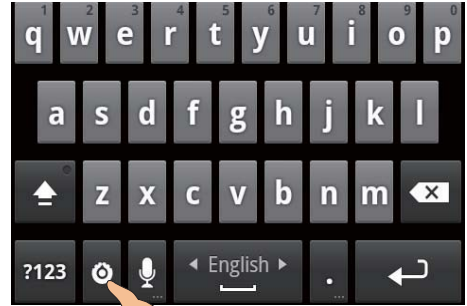 1 2 3 4 5 6 7 8 9 0
q w e r t y u i o p
a s d f g h j k l
z x c v b n m
?123 English . ...